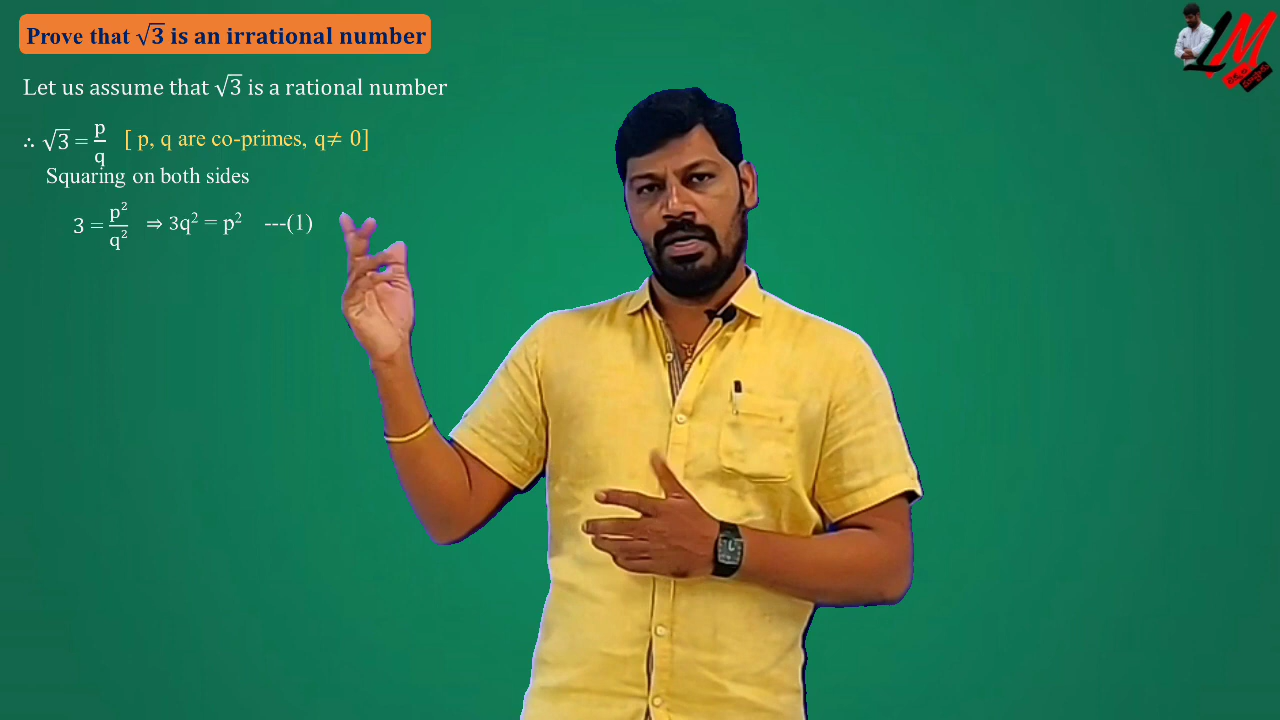 Prove that √3 is an irrational number
Let us assume that √3 is a rational number
∴ √3 = p/q [ p, q are co-primes, q≠ 0]
Squaring on both sides
3 = p²/q² ⇒ 3q² = p² ---(1)
LM